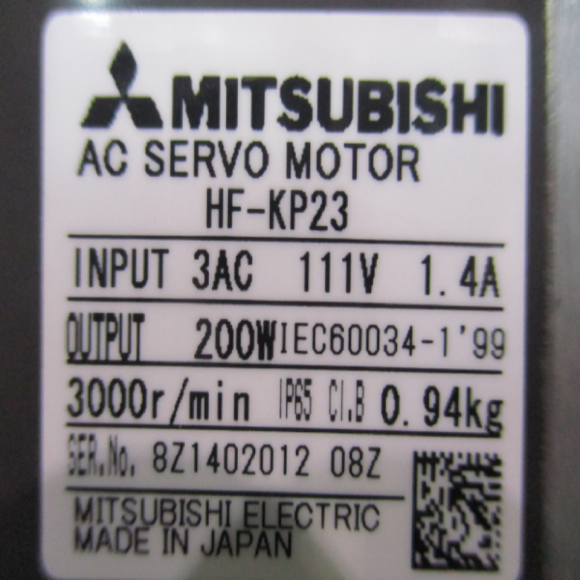 MITSUBISHI
AC SERVO MOTOR
HF-KP23
INPUT 3AC 111V 1.4A
OUTPUT 200W IEC60034-1'99
3000r/min IP65 CI.B 0.94kg
SER.No. 8Z1402012 08Z
MITSUBISHI ELECTRIC
MADE IN JAPAN